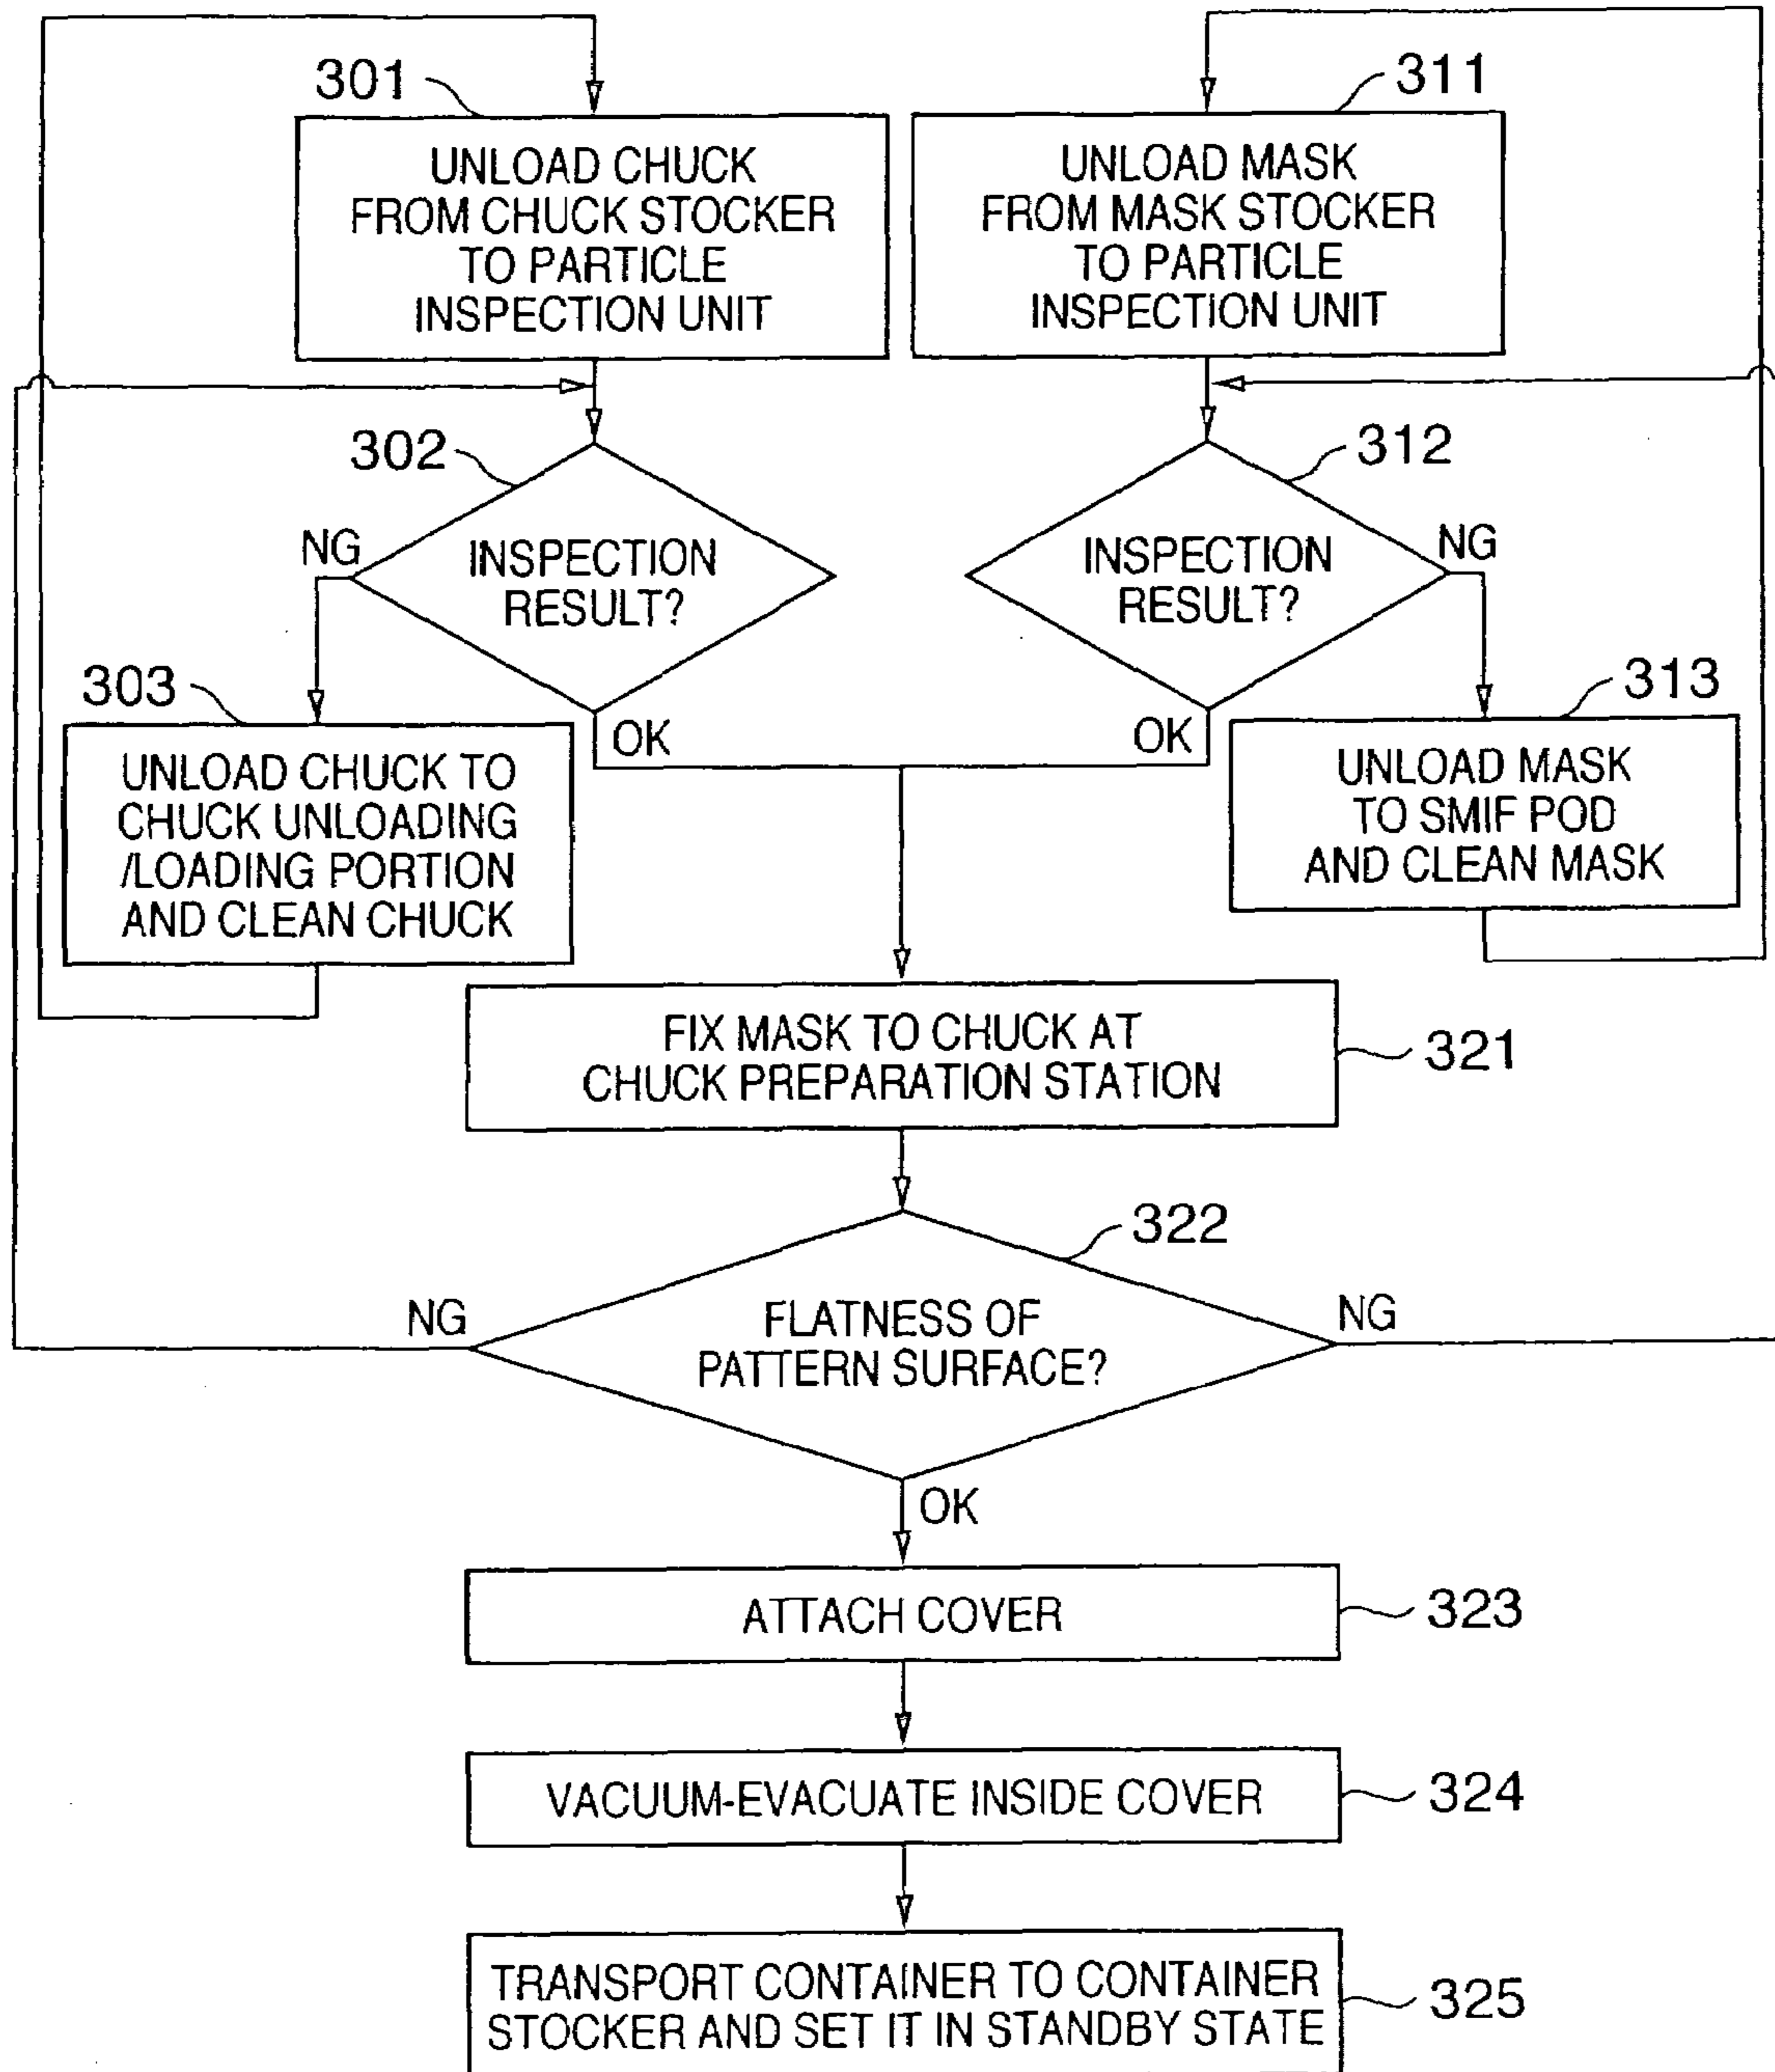 301
UNLOAD CHUCK
FROM CHUCK STOCKER
TO PARTICLE
INSPECTION UNIT
311
UNLOAD MASK
FROM MASK STOCKER
TO PARTICLE
INSPECTION UNIT
302
NG
INSPECTION
RESULT?
OK
312
INSPECTION
RESULT?
NG
OK
303
UNLOAD CHUCK TO
CHUCK UNLOADING
/LOADING PORTION
AND CLEAN CHUCK
313
UNLOAD MASK
TO SMIF POD
AND CLEAN MASK
FIX MASK TO CHUCK AT
CHUCK PREPARATION STATION
321
322
NG
FLATNESS OF
PATTERN SURFACE?
NG
OK
ATTACH COVER
323
VACUUM-EVACUATE INSIDE COVER
324
TRANSPORT CONTAINER TO CONTAINER
STOCKER AND SET IT IN STANDBY STATE
325